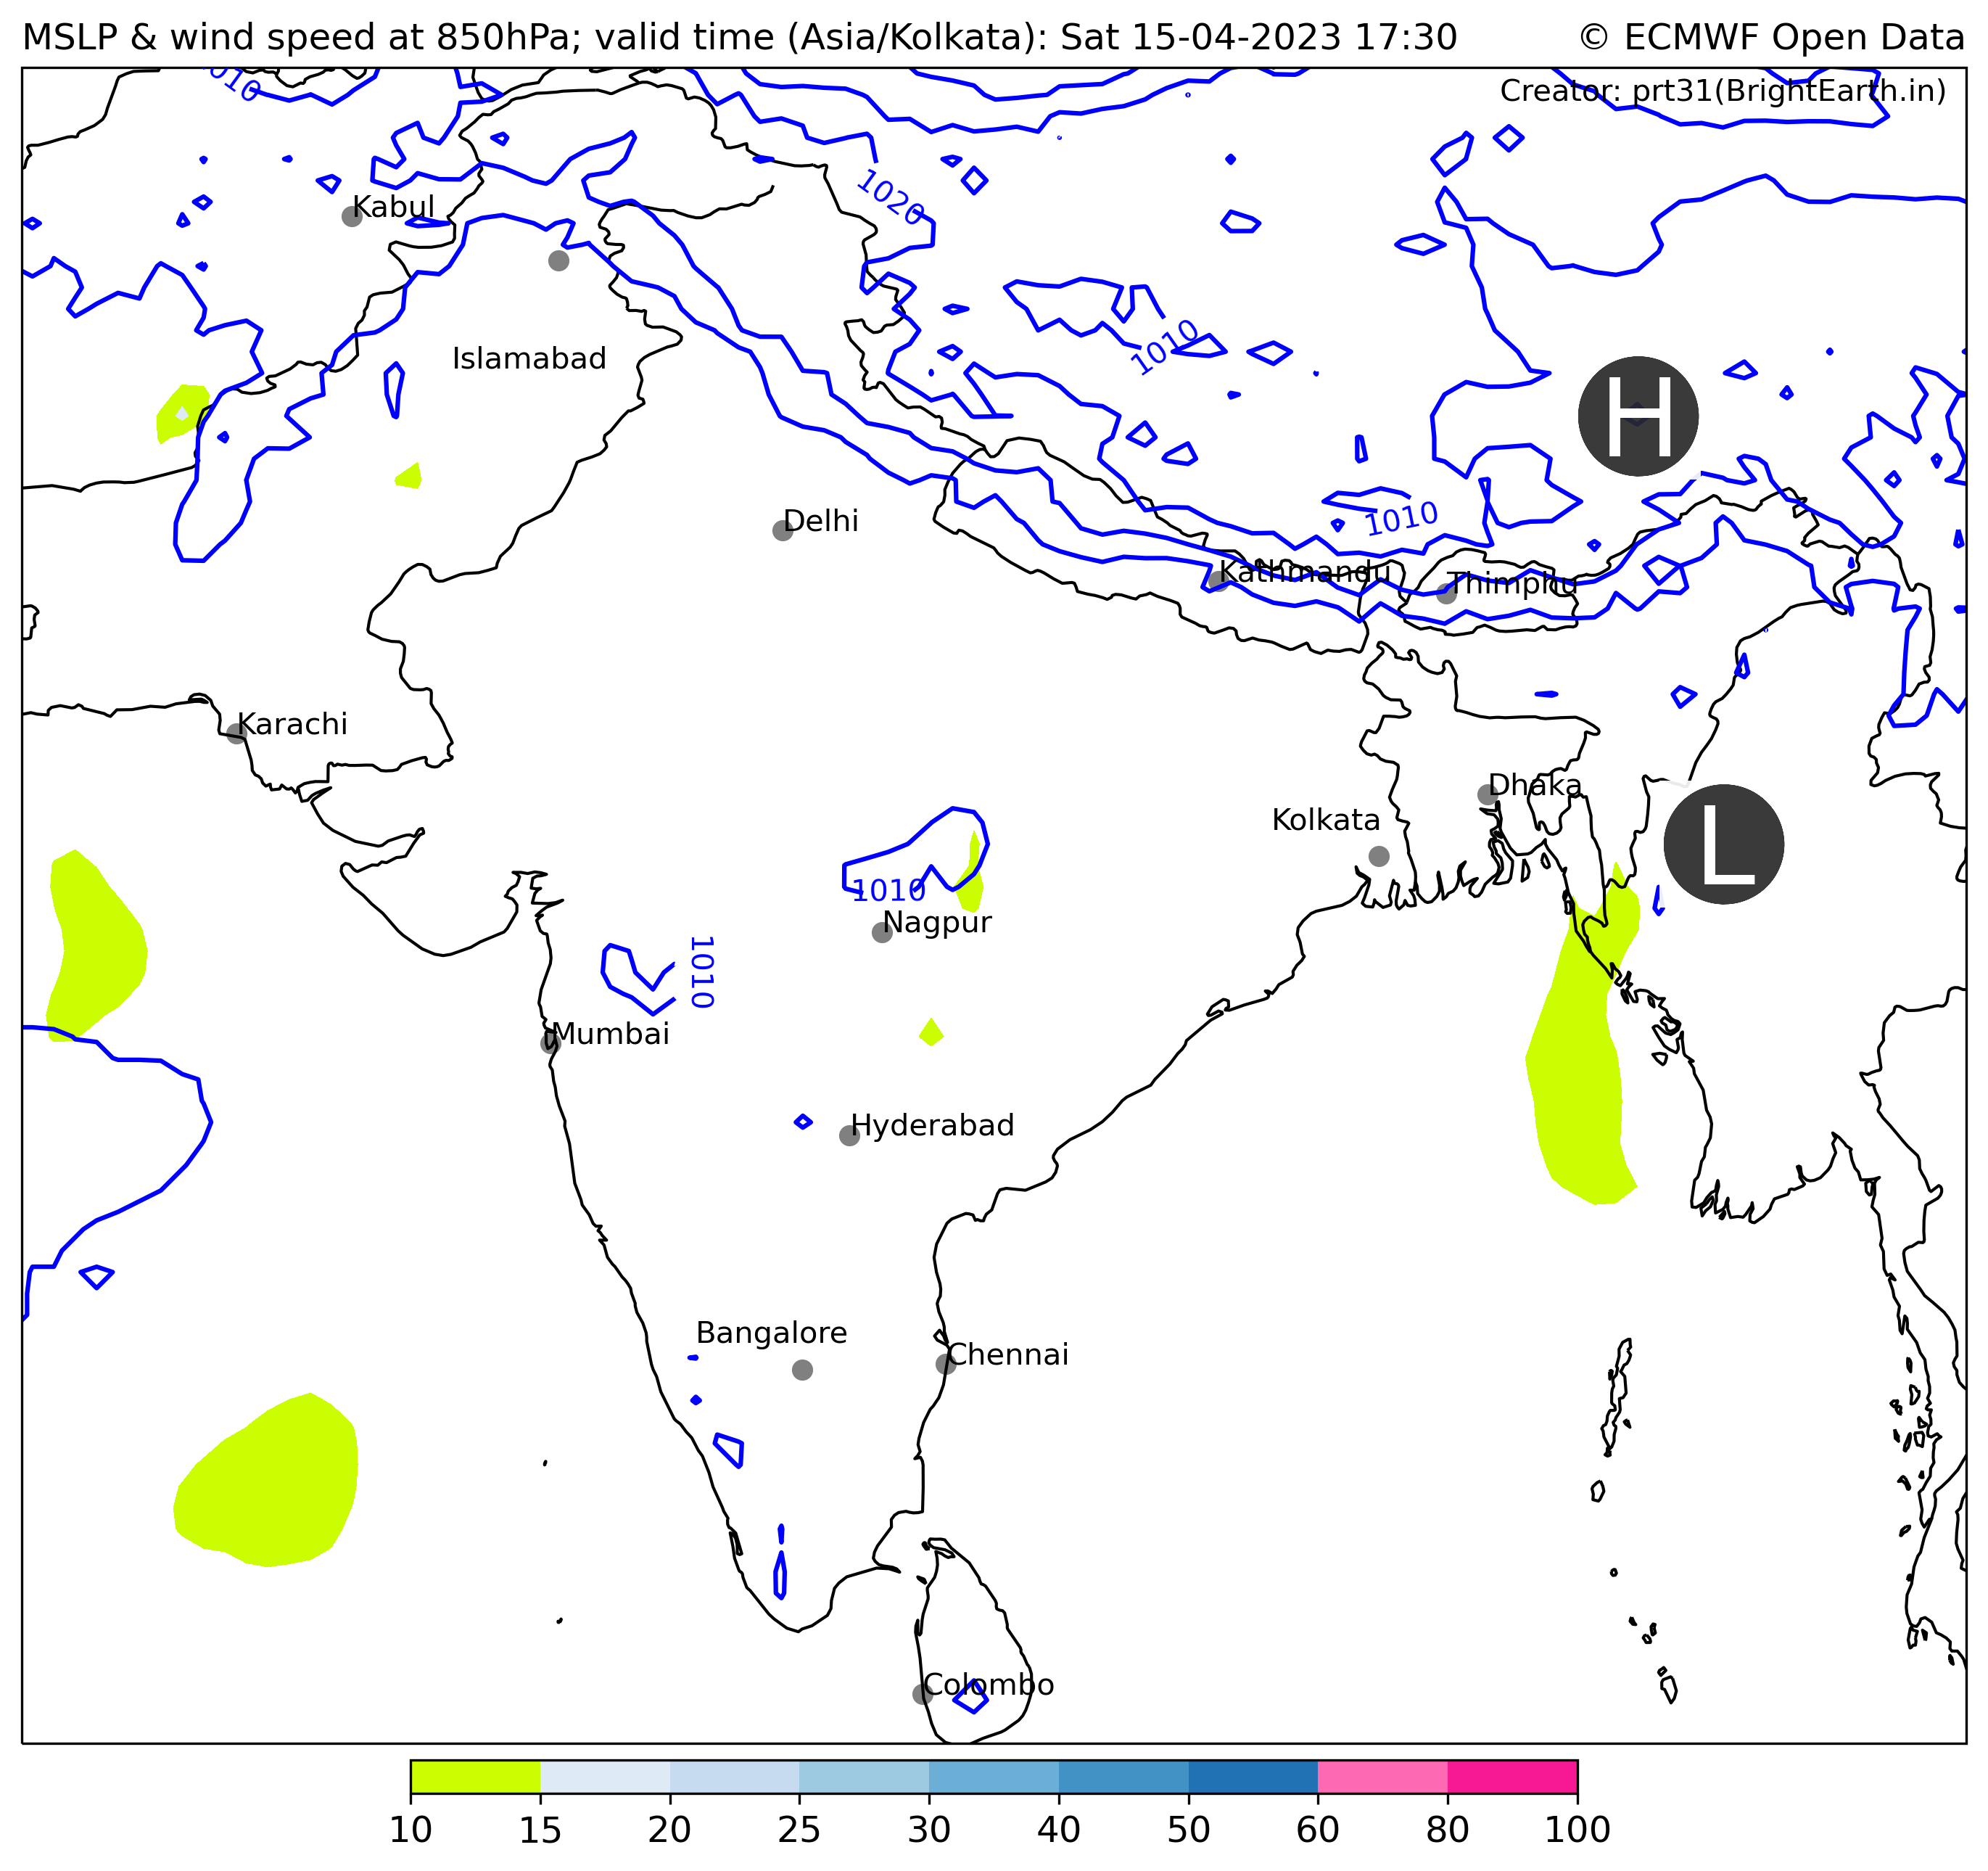 MSLP & wind speed at 850hPa; valid time (Asia/Kolkata): Sat 15-04-2023 17:30
© ECMWF Open Data
Creator: prt31(BrightEarth.in)
1010
1020
Kabul
1010
Islamabad
H
Delhi
1010
Kathmandu
Thimphu
Karachi
Dhaka
Kolkata
L
1010
Nagpur
1010
Mumbai
Hyderabad
Bangalore
Chennai
Colombo
10 15 20 25 30 40 50 60 80 100